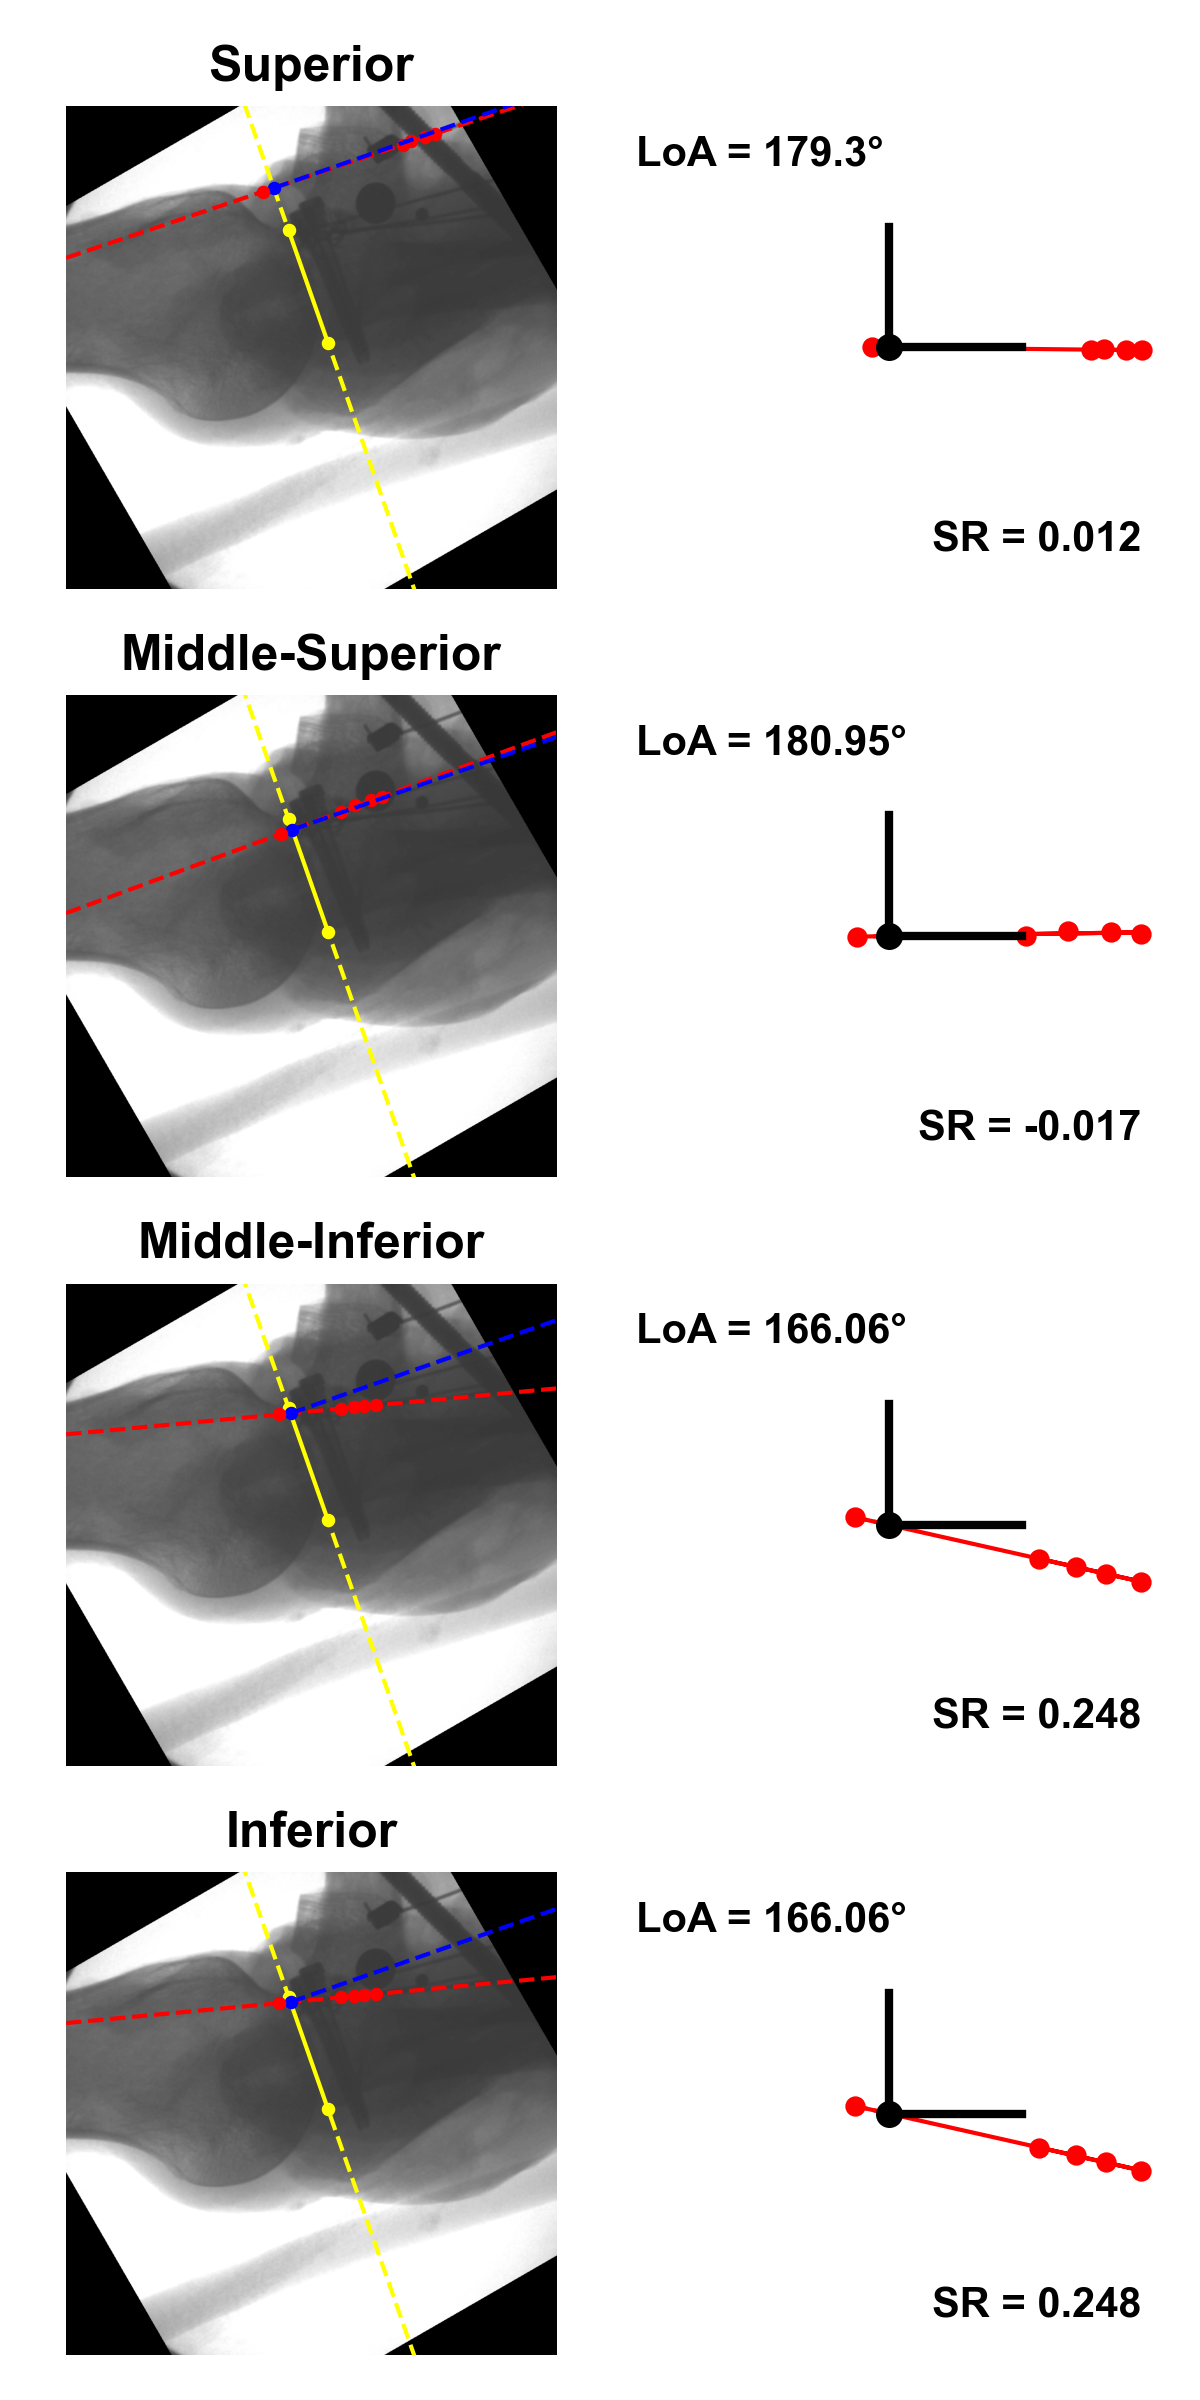 Superior
LoA = 179.3°
SR = 0.012
Middle-Superior
LoA = 180.95°
SR = -0.017
Middle-Inferior
LoA = 166.06°
SR = 0.248
Inferior
LoA = 166.06°
SR = 0.248